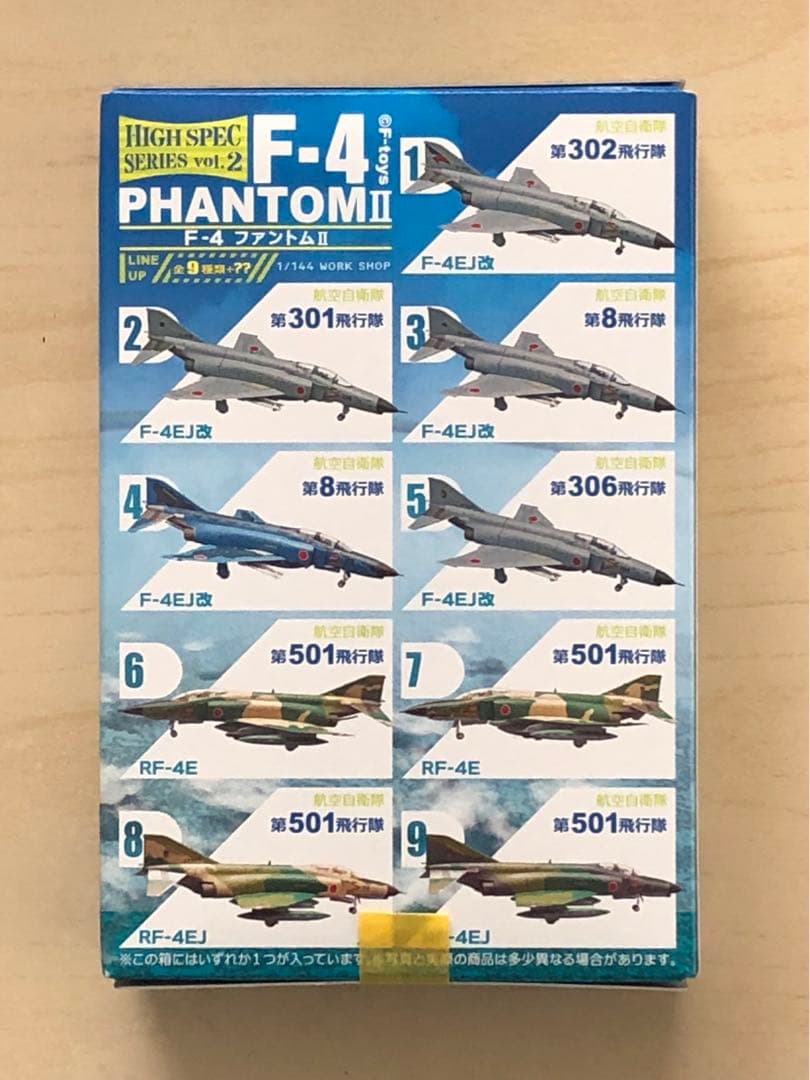 HIGH SPEC
SERIES vol.2
F-4
©F-toys
PHANTOMⅡ
F-4 ファントムⅡ
LINE
UP
全9種類+??
1/144 WORK SHOP
1
航空自衛隊
第302飛行隊
F-4EJ改
2
航空自衛隊
第301飛行隊
F-4EJ改
3
航空自衛隊
第8飛行隊
F-4EJ改
4
航空自衛隊
第8飛行隊
F-4EJ改
5
航空自衛隊
第306飛行隊
F-4EJ改
6
航空自衛隊
第501飛行隊
RF-4E
7
航空自衛隊
第501飛行隊
RF-4E
8
航空自衛隊
第501飛行隊
RF-4EJ
9
航空自衛隊
第501飛行隊
-4EJ
※この箱にはいずれか1つが入っています。※写真と実際の商品は多少異なる場合があります。